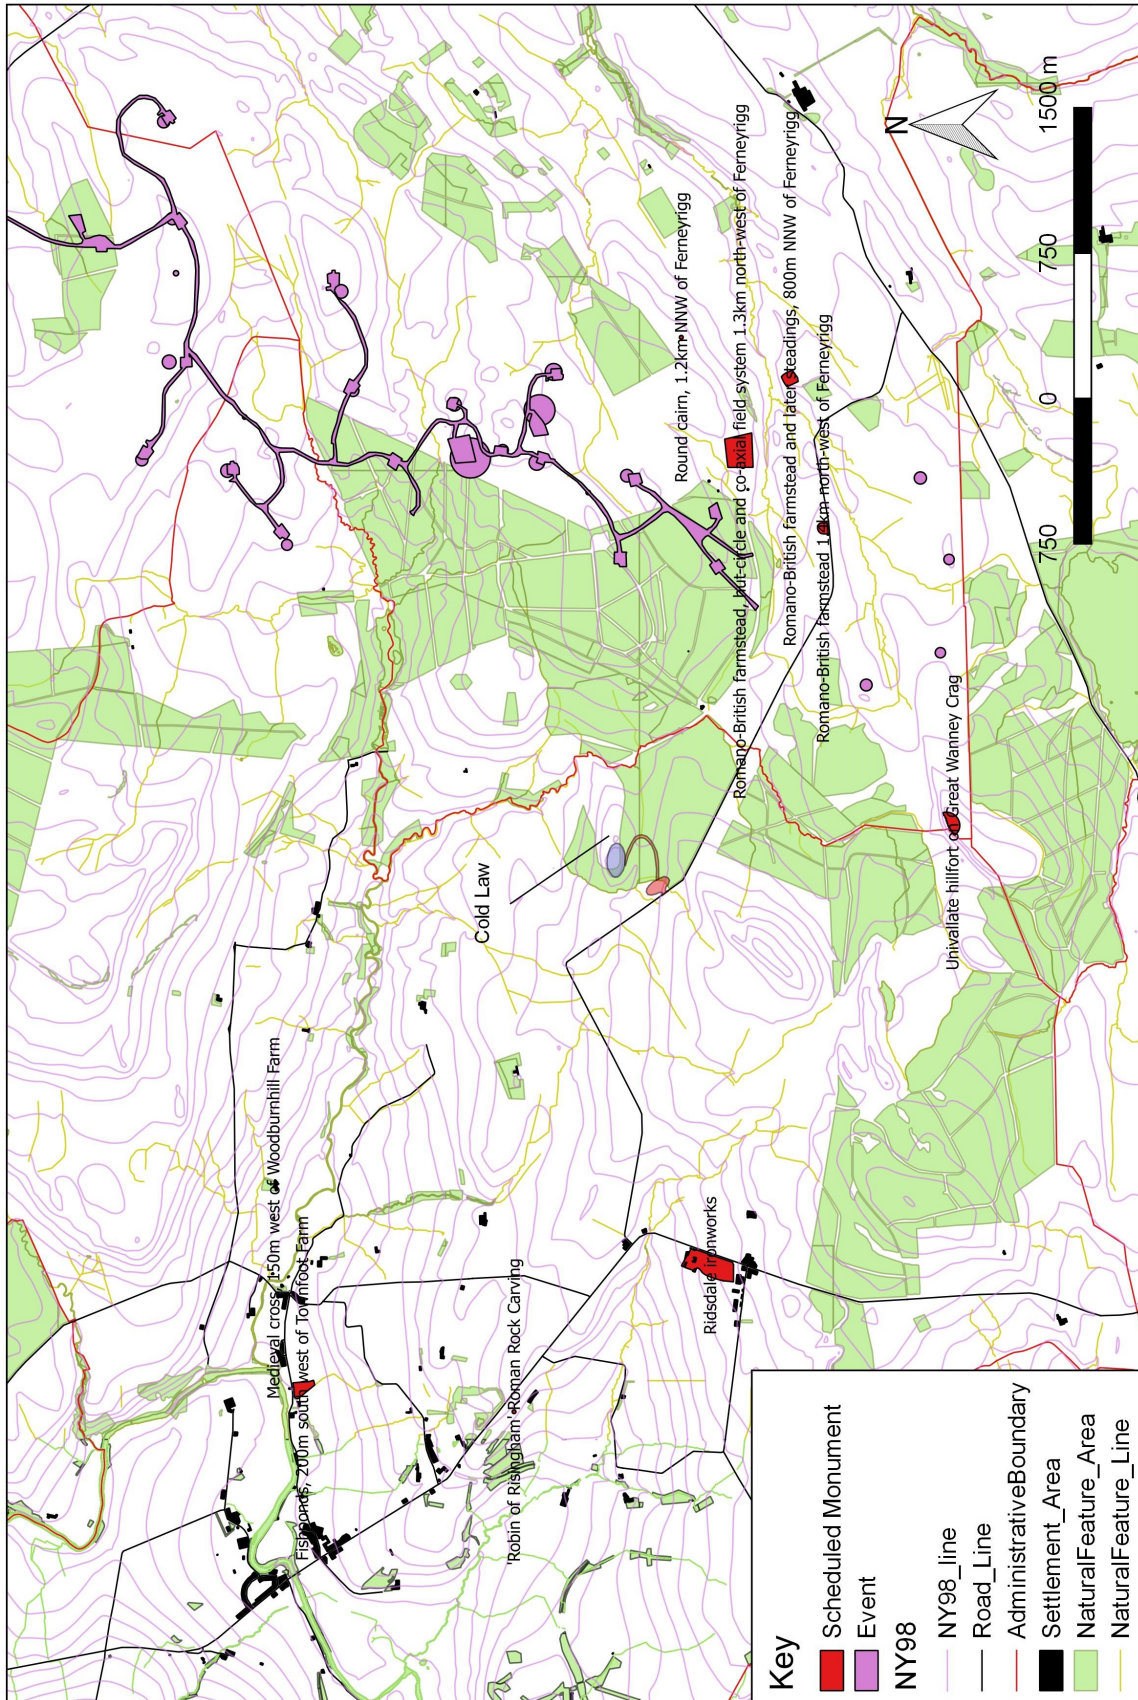 Medieval cross, 150m west of Woodburnhill Farm
Fishponds, 200m south west of Townfoot Farm
Cold Law
'Robin of Risingham' Roman Rock Carving
Round cairn, 1.2km NNW of Ferneyrigg
Ridsdale ironworks
Romano-British farmstead, hut-circle and co-axial field system 1.3km north-west of Ferneyrigg
Romano-British farmstead and later steadings, 800m NNW of Ferneyrigg
Romano-British farmstead 1.4km north-west of Ferneyrigg
Univallate hillfort on Great Wanney Crag
N
Key
Scheduled Monument
Event
NY98
NY98_line
Road_Line
AdministrativeBoundary
Settlement_Area
NaturalFeature_Area
NaturalFeature_Line
750 0 750 1500 m